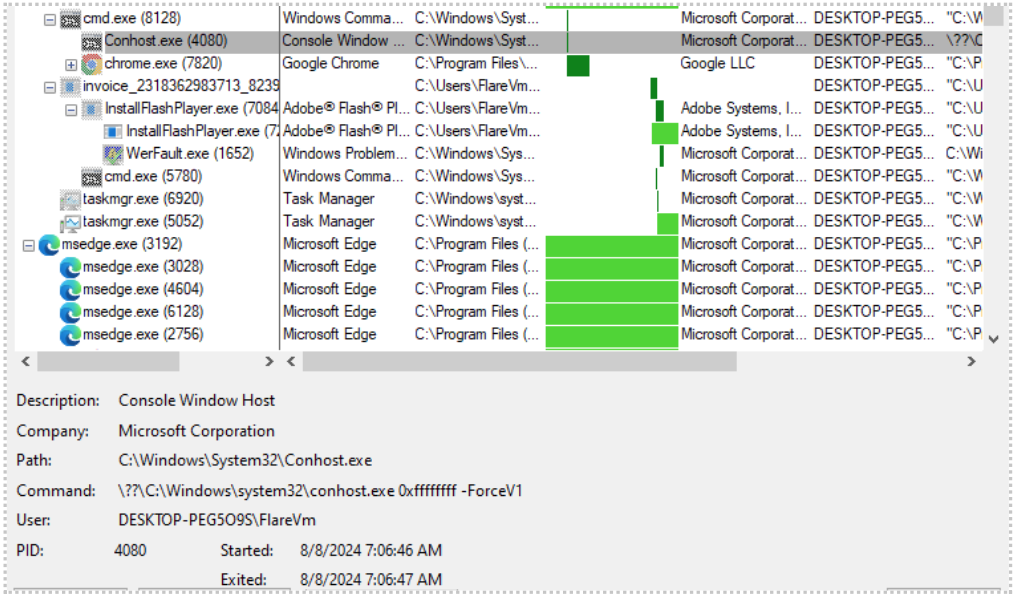 cmd.exe (8128) Windows Comma... C:\Windows\Syst... Microsoft Corporat... DESKTOP-PEG5... "C:\W
Conhost.exe (4080) Console Window ... C:\Windows\Syst... Microsoft Corporat... DESKTOP-PEG5... \??\C
chrome.exe (7820) Google Chrome C:\Program Files\... Google LLC DESKTOP-PEG5... "C:\P
invoice_2318362983713_8239 C:\Users\FlareVm... DESKTOP-PEG5... "C:\U
InstallFlashPlayer.exe (7084 Adobe® Flash® Pl... C:\Users\FlareVm... Adobe Systems, I... DESKTOP-PEG5... "C:\U
InstallFlashPlayer.exe (7 Adobe® Flash® Pl... C:\Users\FlareVm... Adobe Systems, I... DESKTOP-PEG5... "C:\U
WerFault.exe (1652) Windows Problem... C:\Windows\Sys... Microsoft Corporat... DESKTOP-PEG5... C:\Wi
cmd.exe (5780) Windows Comma... C:\Windows\Sys... Microsoft Corporat... DESKTOP-PEG5... "C:\W
taskmgr.exe (6920) Task Manager C:\Windows\syst... Microsoft Corporat... DESKTOP-PEG5... "C:\W
taskmgr.exe (5052) Task Manager C:\Windows\syst... Microsoft Corporat... DESKTOP-PEG5... "C:\W
msedge.exe (3192) Microsoft Edge C:\Program Files (... Microsoft Corporat... DESKTOP-PEG5... "C:\P
msedge.exe (3028) Microsoft Edge C:\Program Files (... Microsoft Corporat... DESKTOP-PEG5... "C:\P
msedge.exe (4604) Microsoft Edge C:\Program Files (... Microsoft Corporat... DESKTOP-PEG5... "C:\P
msedge.exe (6128) Microsoft Edge C:\Program Files (... Microsoft Corporat... DESKTOP-PEG5... "C:\P
msedge.exe (2756) Microsoft Edge C:\Program Files (... Microsoft Corporat... DESKTOP-PEG5... "C:\P
Description: Console Window Host
Company: Microsoft Corporation
Path: C:\Windows\System32\Conhost.exe
Command: \??\C:\Windows\system32\conhost.exe 0xffffffff -ForceV1
User: DESKTOP-PEG5O9S\FlareVm
PID: 4080 Started: 8/8/2024 7:06:46 AM
Exited: 8/8/2024 7:06:47 AM